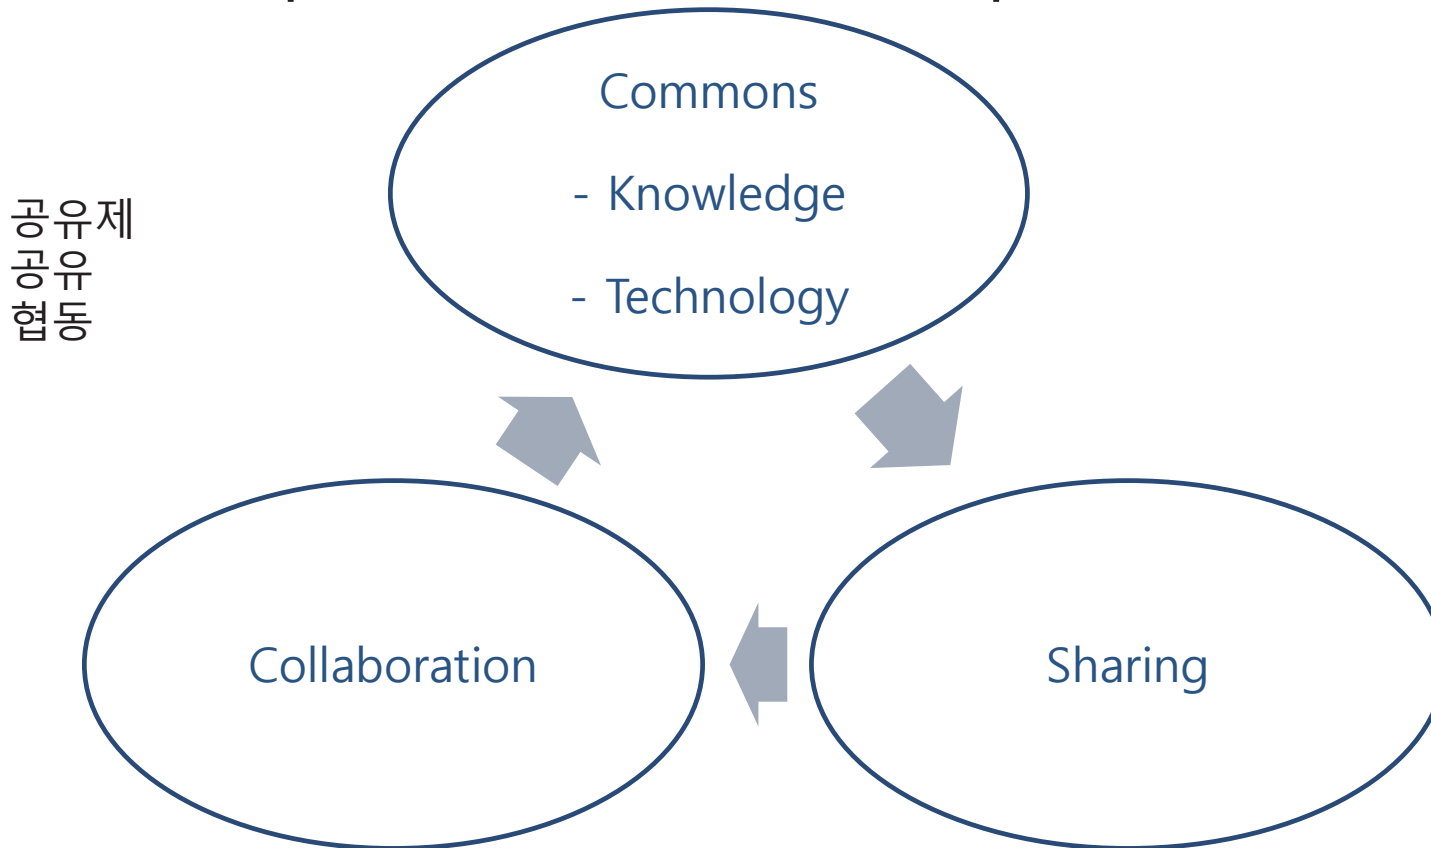 Commons
- Knowledge
- Technology
공유제
공유
협동
Collaboration
Sharing